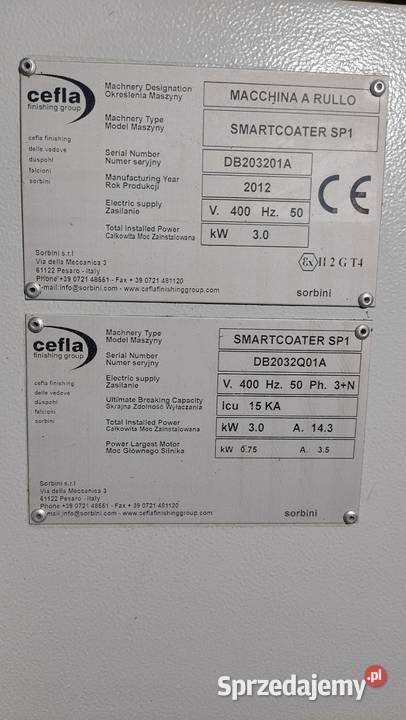 cefla
finishing group
cefla finishing
delle vedove
düspohl
falcioni
sorbini
Machinery Designation
Określenia Maszyny
MACCHINA A RULLO
Machinery Type
Model Maszyny
SMARTCOATER SP1
Serial Number
Numer seryjny
DB203201A
Manufacturing Year
Rok Produkcji
2012
Electric supply
Zasilanie
V. 400 Hz. 50
Total Installed Power
Całkowita Moc Zainstalowana
kW 3.0
CE
Ex II 2 G T4
Sorbini s.r.l
Via della Meccanica 3
61122 Pesaro - Italy
Phone +39 0721 48551 - Fax + 39 0721 481120
e-mail:info@sorbini.com - www.ceflafinishinggroup.com
sorbini
cefla
finishing group
cefla finishing
delle vedove
düspohl
falcioni
sorbini
Machinery Type
Model Maszyny
SMARTCOATER SP1
Serial Number
Numer seryjny
DB2032Q01A
Electric supply
Zasilanie
V. 400 Hz. 50 Ph. 3+N
Ultimate Breaking Capacity
Skrajna Zdolność Wyłączania
Icu 15 KA
Total Installed Power
Całkowita Moc Zainstalowana
kW 3.0 A. 14.3
Power Largest Motor
Moc Głównego Silnika
kW 0.75 A. 3.5
Sorbini s.r.l
Via della Meccanica 3
61122 Pesaro - Italy
Phone +39 0721 48551 - Fax +39 0721 481120
mail:info@sorbini.com - www.ceflafinishinggroup.com
sorbini
Sprzedajemy.pl